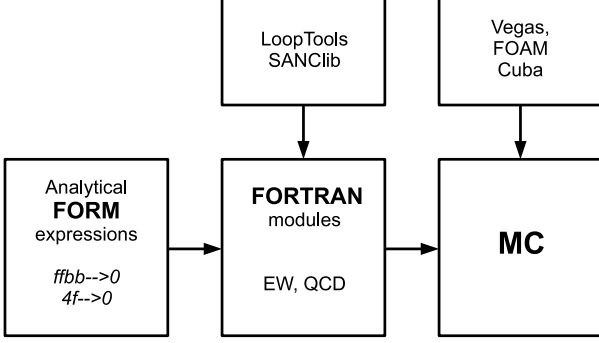 LoopTools
SANClib
Vegas,
FOAM
Cuba
Analytical
FORM
expressions
ffbb-->0
4f-->0
FORTRAN
modules
EW, QCD
MC